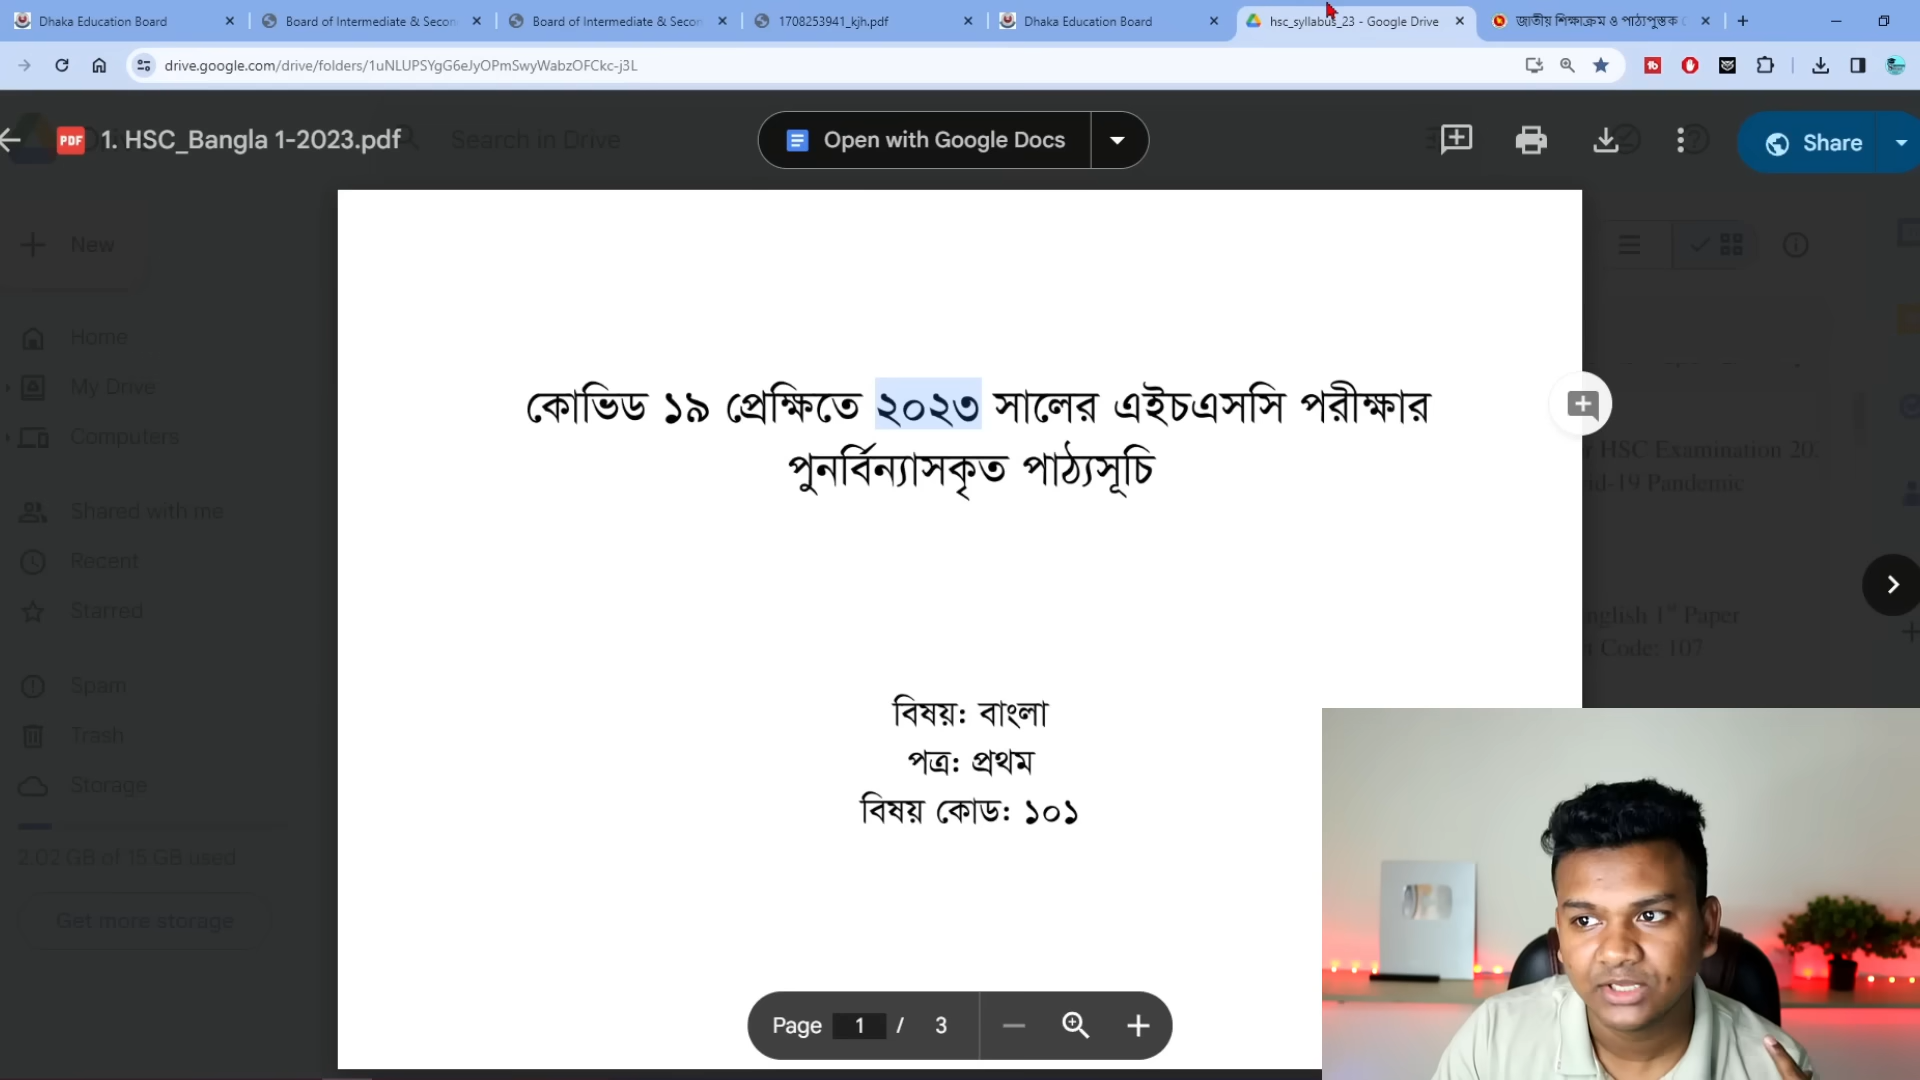 Dhaka Education Board
Board of Intermediate & Secon
Board of Intermediate & Secon
1708253941_kjh.pdf
Dhaka Education Board
hsc_syllabus_23 - Google Drive
জাতীয় শিক্ষাক্রম ও পাঠ্যপুস্তক
drive.google.com/drive/folders/1uNLUPSYgG6eJyOPmSwyWabzOFCkc-j3L
PDF
1. HSC_Bangla 1-2023.pdf
Search in Drive
Open with Google Docs
Share
New
Home
My Drive
Computers
Shared with me
Recent
Starred
Spam
Trash
Storage
2.02 GB of 15 GB used
Get more storage
কোভিড ১৯ প্রেক্ষিতে ২০২৩ সালের এইচএসসি পরীক্ষার
পুনর্বিন্যাসকৃত পাঠ্যসূচি
বিষয়: বাংলা
পত্র: প্রথম
বিষয় কোড: ১০১
HSC Examination 20
id-19 Pandemic
nglish 1st Paper
Code: 107
Page 1 / 3